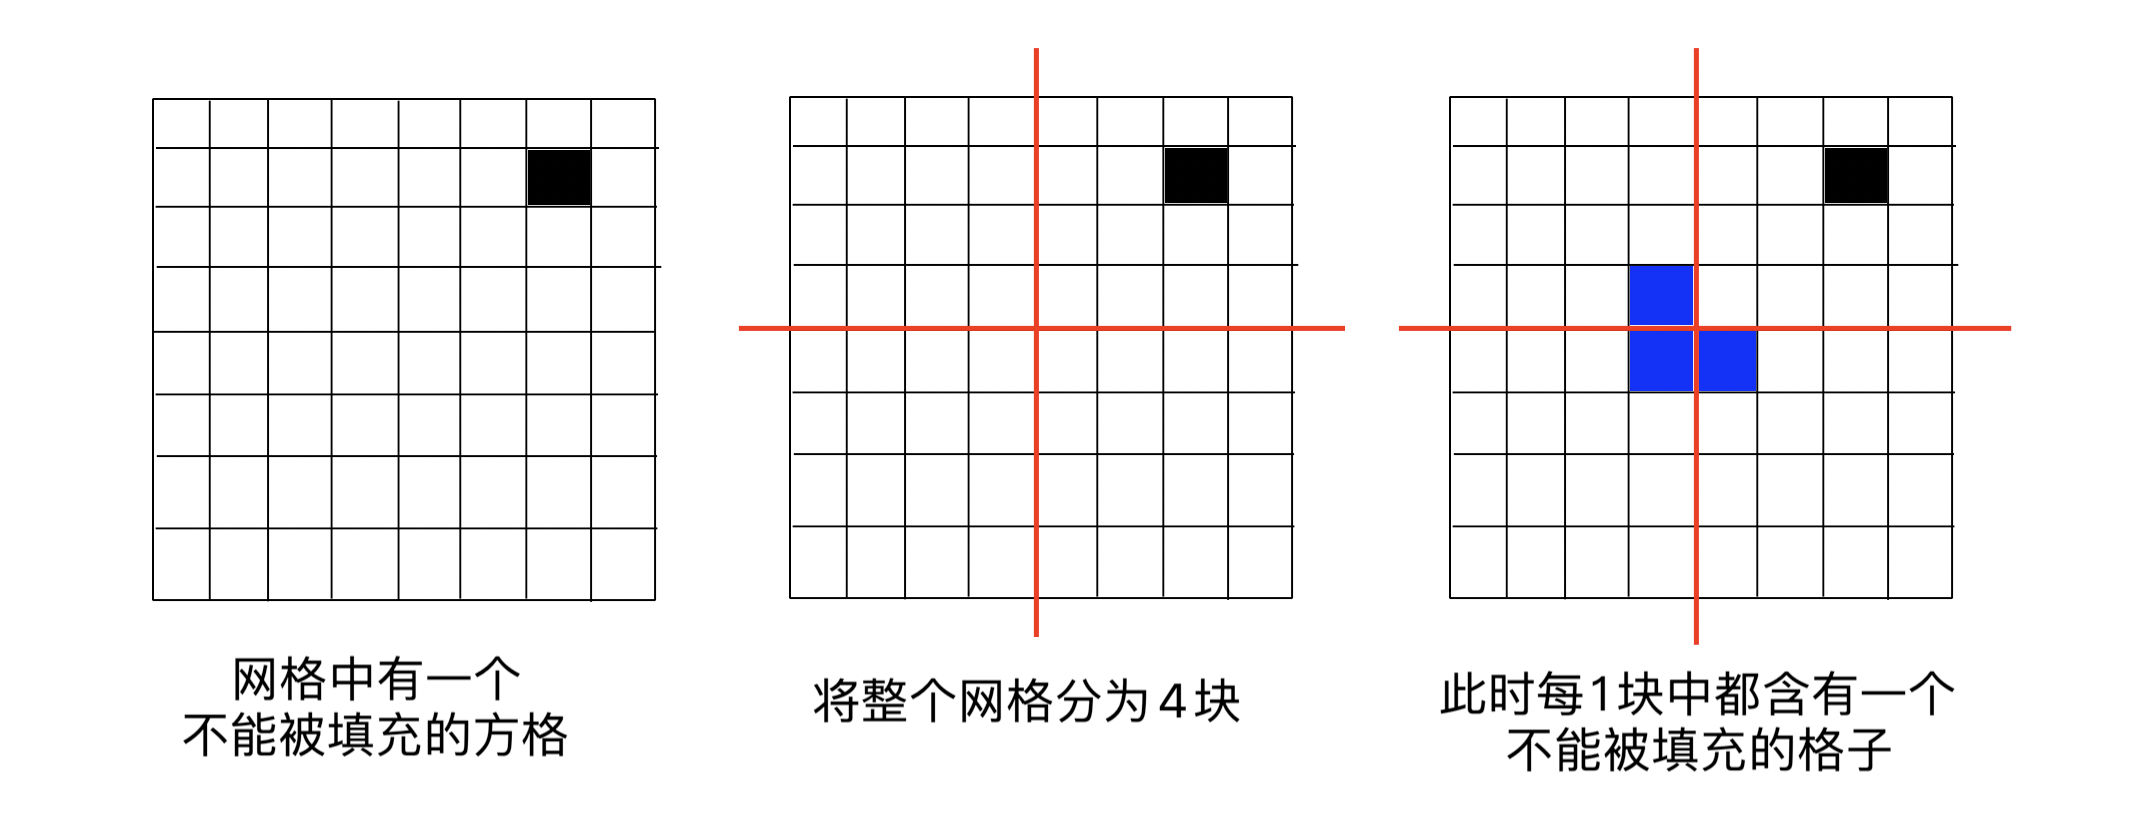 网格中有一个
不能被填充的方格
将整个网格分为4块
此时每1块中都含有一个
不能被填充的格子